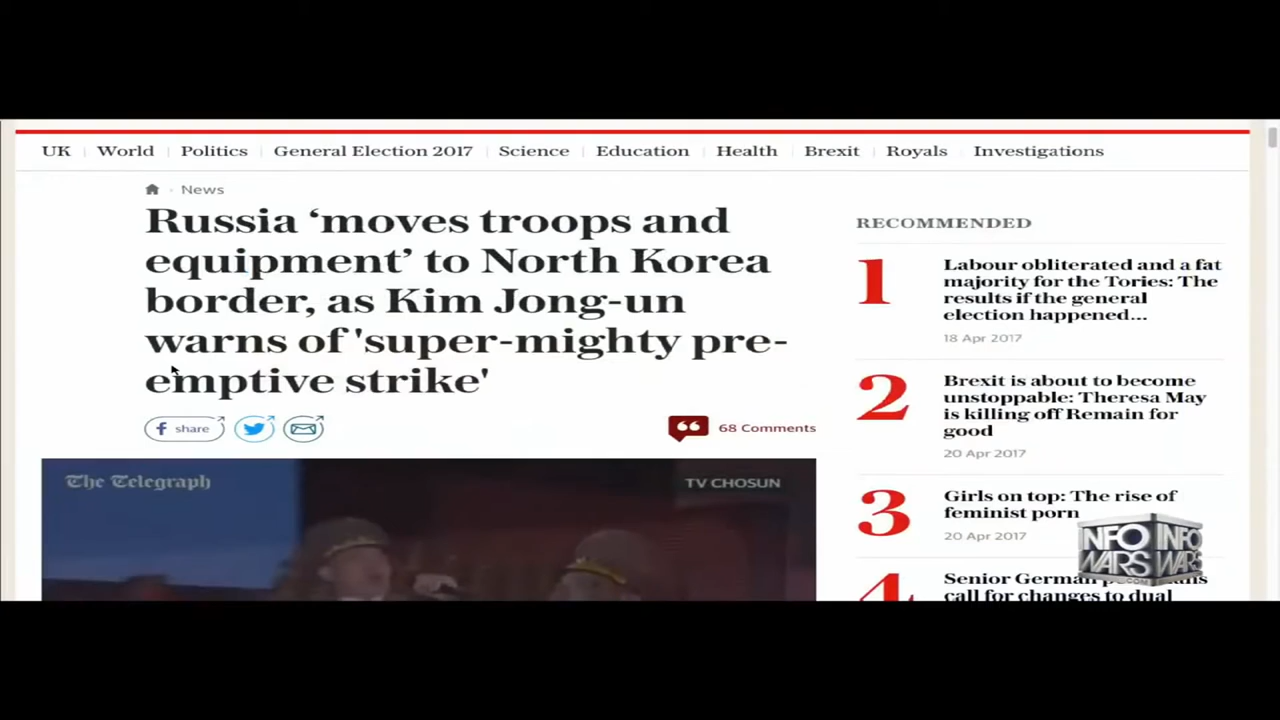 UK World Politics General Election 2017 Science Education Health Brexit Royals Investigations
News
Russia ‘moves troops and
equipment’ to North Korea
border, as Kim Jong-un
warns of 'super-mighty pre-
emptive strike'
share
68 Comments
The Telegraph
TV CHOSUN
RECOMMENDED
1
Labour obliterated and a fat
majority for the Tories: The
results if the general
election happened...
18 Apr 2017
2
Brexit is about to become
unstoppable: Theresa May
is killing off Remain for
good
20 Apr 2017
3
Girls on top: The rise of
feminist porn
20 Apr 2017
4
Senior German
call for changes to dual
INFO INFO
WARS WARS
.COM